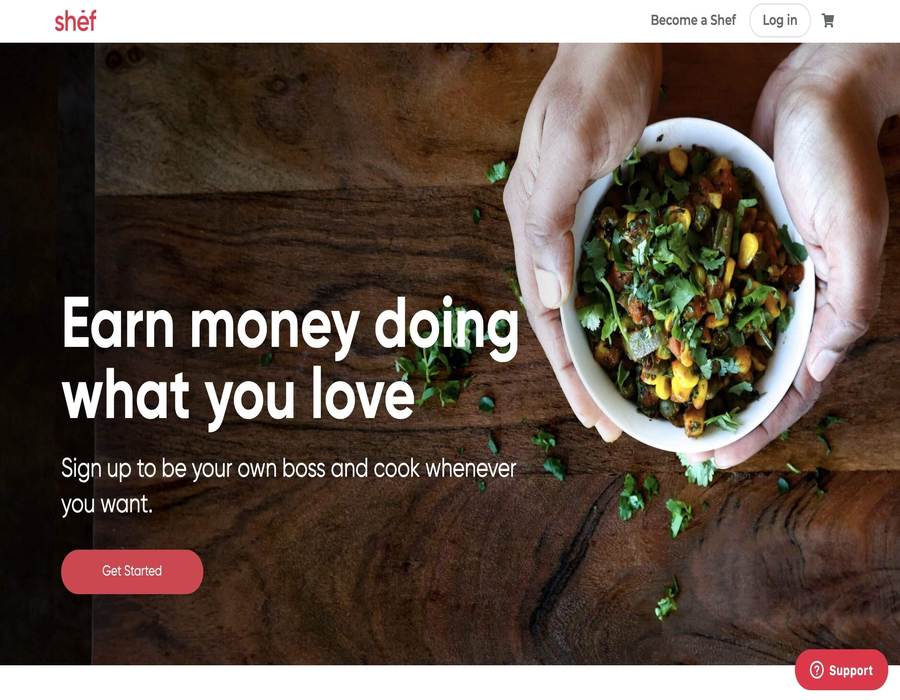 shef
Become a Shef
Log in
Earn money doing
what you love
Sign up to be your own boss and cook whenever
you want.
Get Started
Support